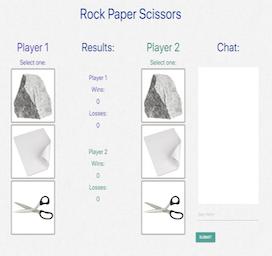 Rock Paper Scissors
Player 1
Results:
Player 2
Chat:
Select one:
Select one:
Player 1
Wins:
0
Losses:
0
Player 2
Wins:
0
Losses:
0
SUBMIT